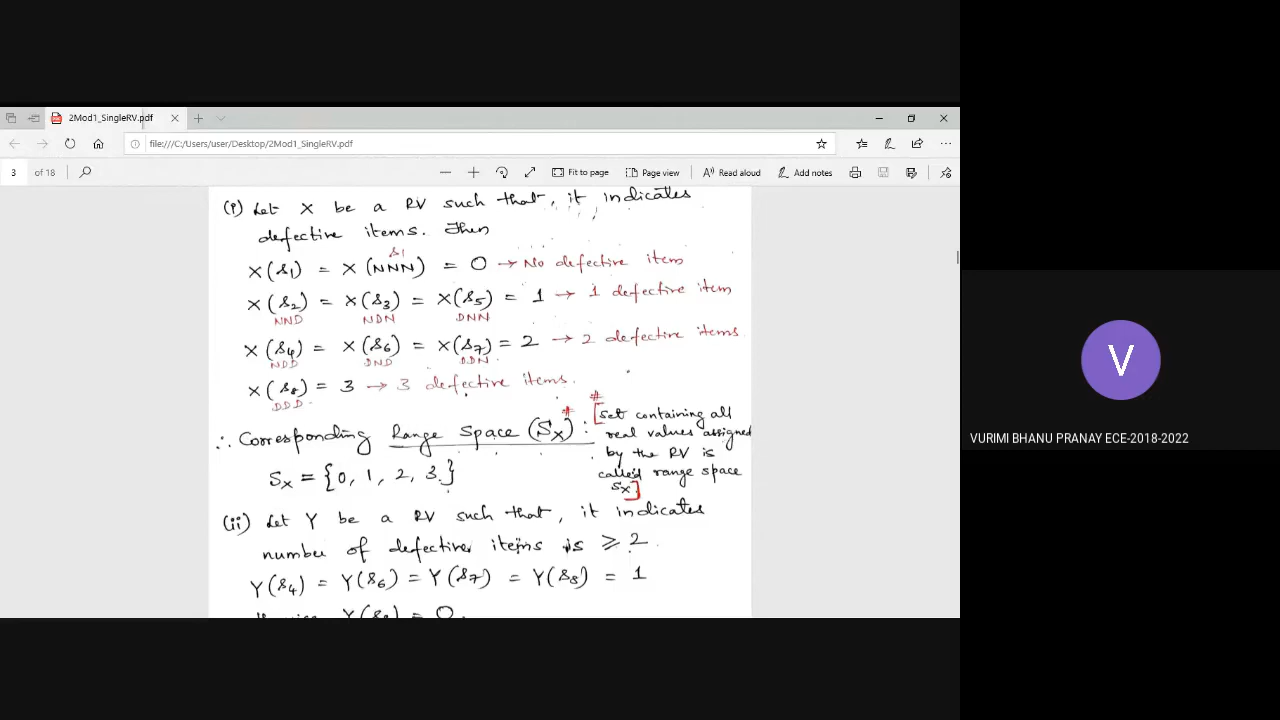 2Mod1_SingleRV.pdf
file:///C:/Users/user/Desktop/2Mod1_SingleRV.pdf
3 of 18 Fit to page Page view Read aloud Add notes
(i) Let X be a RV such that, it indicates
defective items. Then
s1
X(s1) = X(NNN) = 0 → No defective item
X(s2) = X(s3) = X(s5) = 1 → 1 defective item
NND NDN DNN
X(s4) = X(s6) = X(s7) = 2 → 2 defective items
NDD DND DDN
X(s8) = 3 → 3 defective items.
DDD
∴ Corresponding Range Space (Sx)# :
Sx = {0, 1, 2, 3.}
#
[set containing all
real values assigned
by the RV is
called range space
Sx]
(ii) Let Y be a RV such that, it indicates
number of defective items is ≥ 2
Y(s4) = Y(s6) = Y(s7) = Y(s8) = 1
= 0.
V
VURIMI BHANU PRANAY ECE-2018-2022